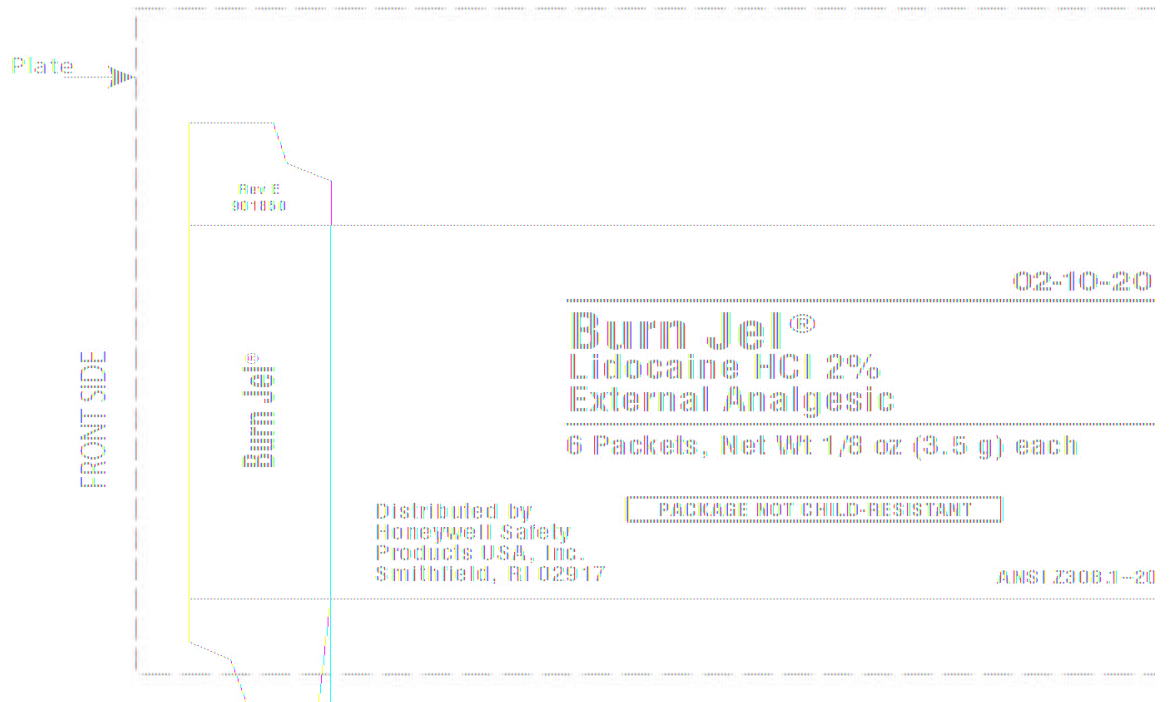 Plate
Rev E
901850
02-10-20
Burn Jel®
Lidocaine HCl 2%
External Analgesic
FRONT SIDE
Burn Jel®
6 Packets, Net Wt 1/8 oz (3.5 g) each
PACKAGE NOT CHILD-RESISTANT
Distributed by
Honeywell Safety
Products USA, Inc.
Smithfield, RI 02917
ANSI Z308.1-20